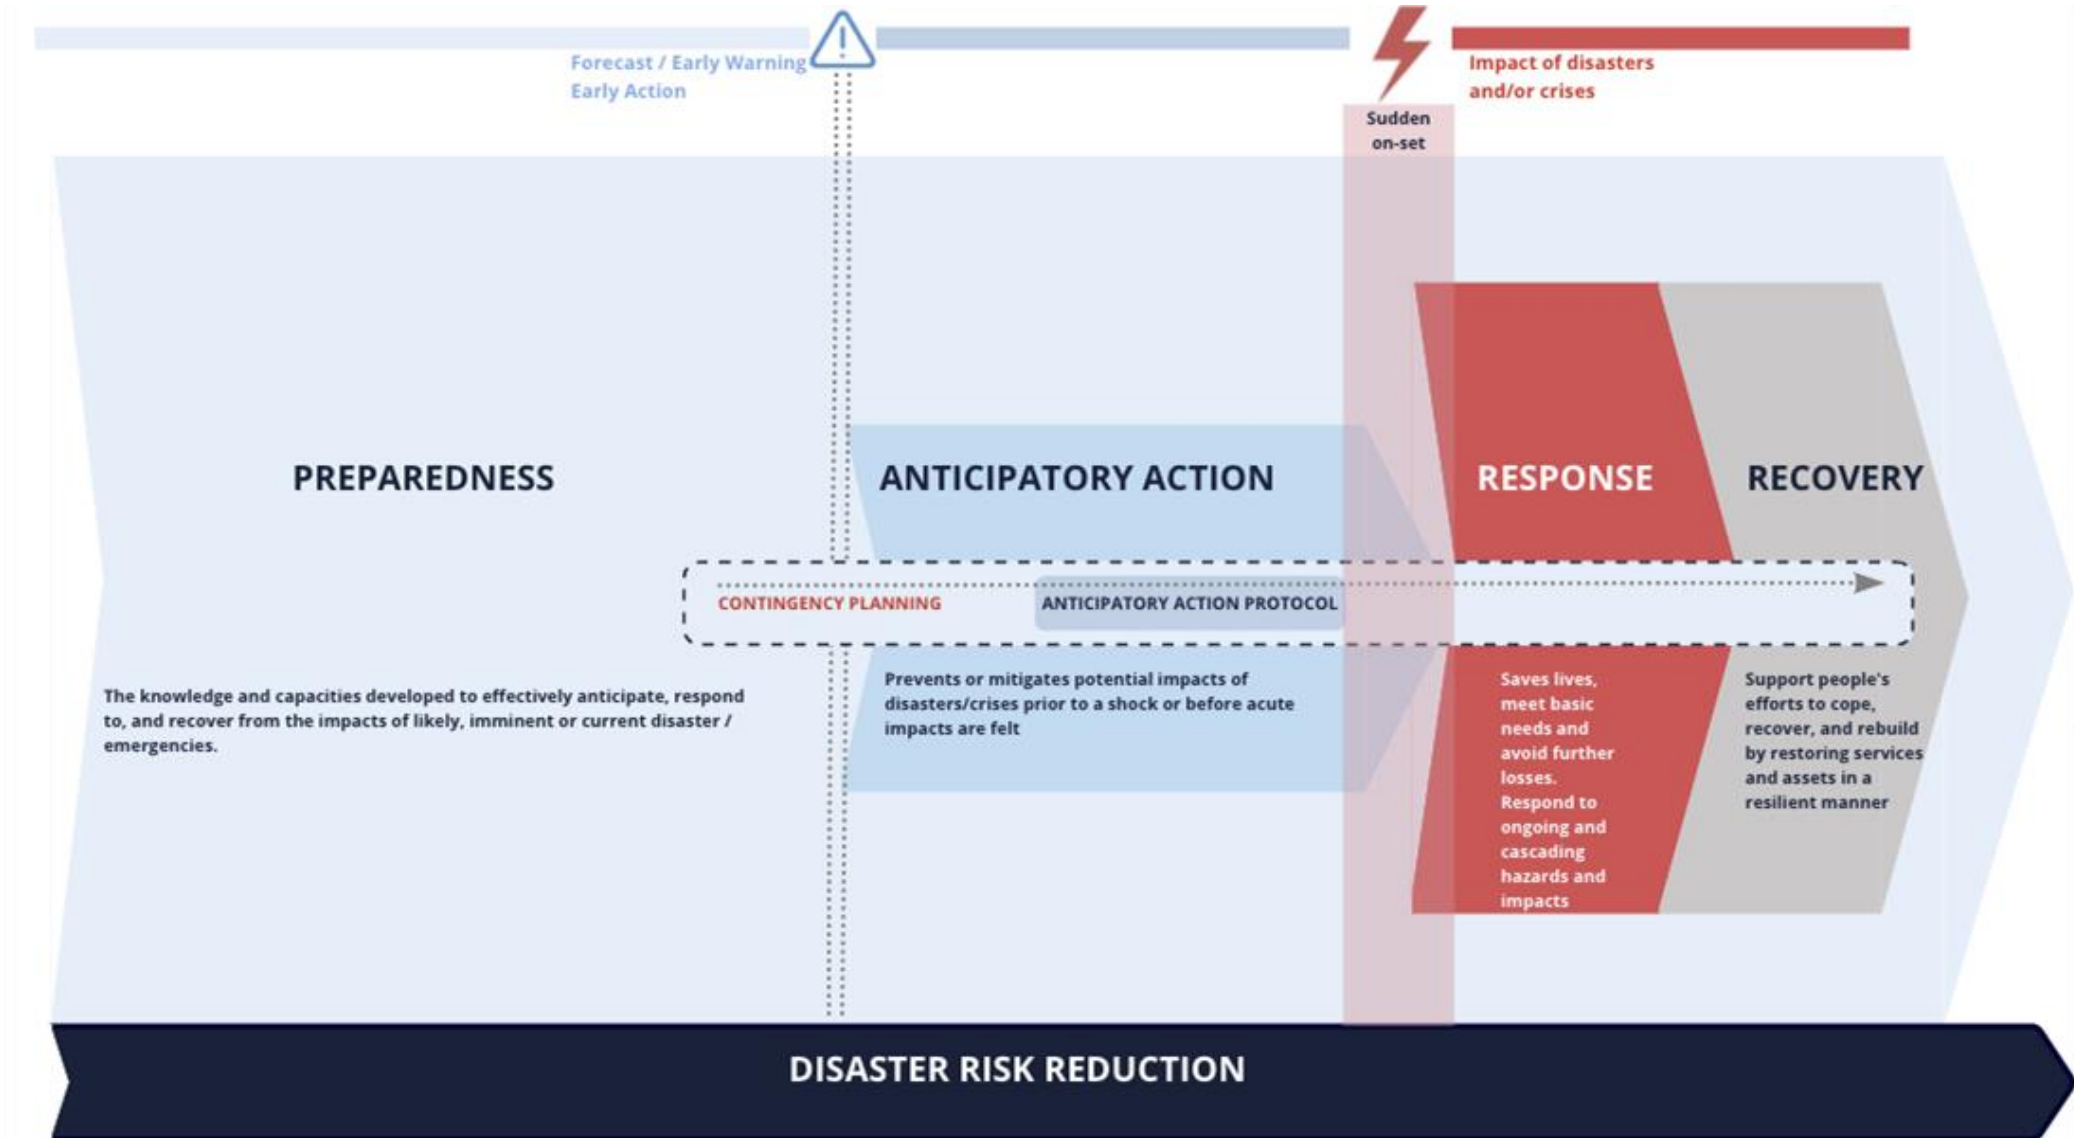 Forecast / Early Warning
Early Action
Impact of disasters
and/or crises
Sudden
on-set
PREPAREDNESS
ANTICIPATORY ACTION
RESPONSE
RECOVERY
CONTINGENCY PLANNING
ANTICIPATORY ACTION PROTOCOL
The knowledge and capacities developed to effectively anticipate, respond
to, and recover from the impacts of likely, imminent or current disaster /
emergencies.
Prevents or mitigates potential impacts of
disasters/crises prior to a shock or before acute
impacts are felt
Saves lives,
meet basic
needs and
avoid further
losses.
Respond to
ongoing and
cascading
hazards and
impacts
Support people's
efforts to cope,
recover, and rebuild
by restoring services
and assets in a
resilient manner
DISASTER RISK REDUCTION